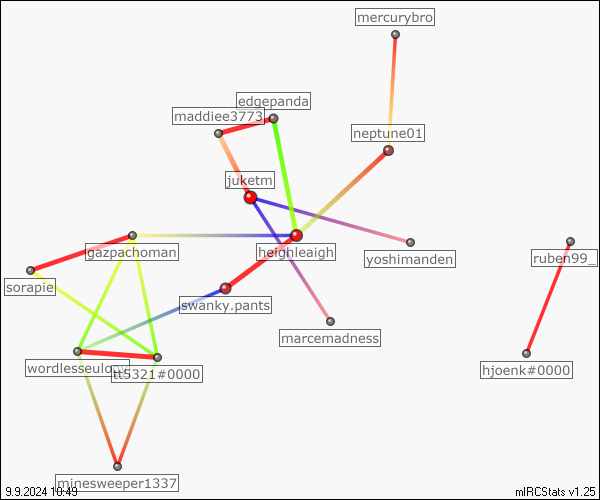 mercurybro
edgepanda
maddiee3773
neptune01
juketm
gazpachoman
heighleaigh
yoshimanden
ruben99_
sorapie
swanky.pants
marcemadness
wordlesseulogy
tt5321#0000
hjoenk#0000
minesweeper1337
9.9.2024 10:49
mIRCStats v1.25